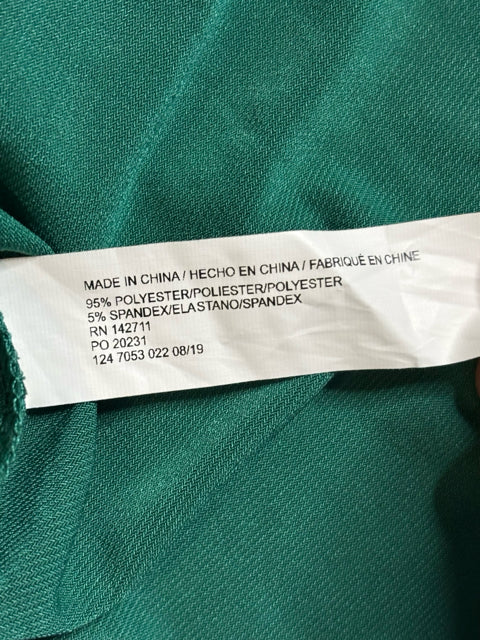 MADE IN CHINA / HECHO EN CHINA / FABRIQUÉ EN CHINE
95% POLYESTER/POLIESTER/POLYESTER
5% SPANDEX/ELASTANO/SPANDEX
RN 142711
PO 20231
124 7053 022 08/19